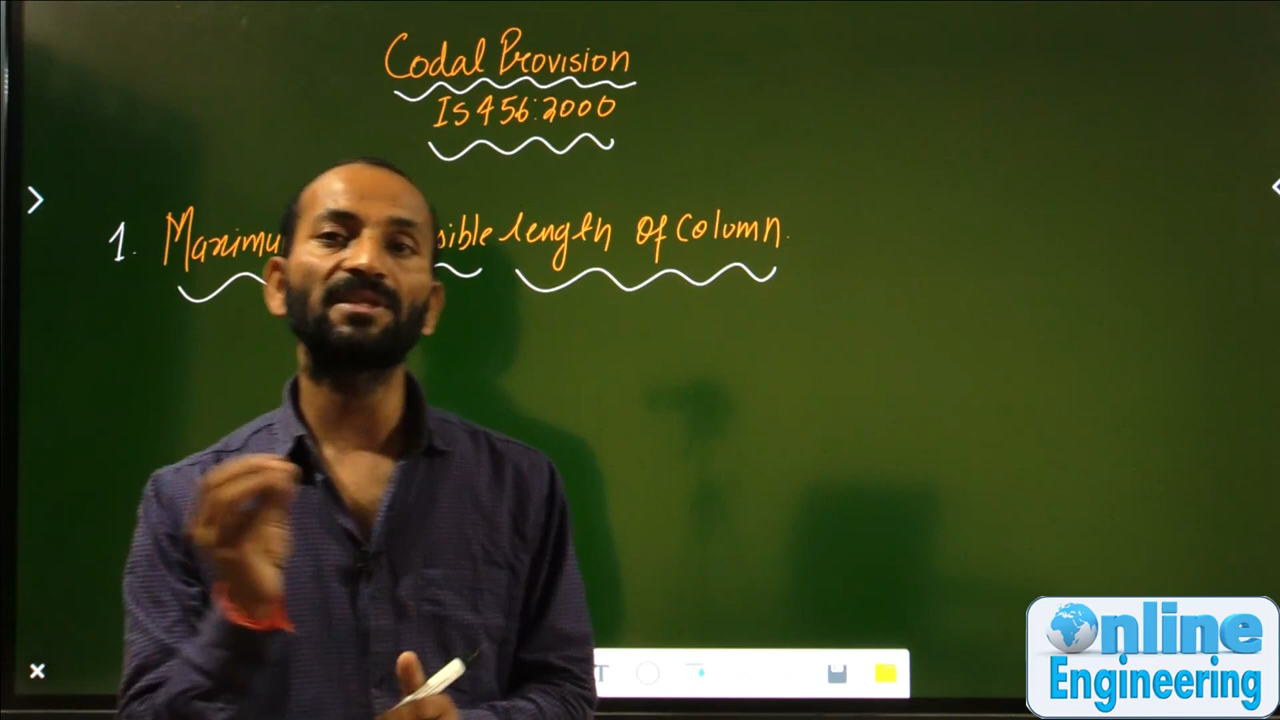 Codal Provision
IS 456:2000
1. Maximu sible length of column.
T
Online
Engineering